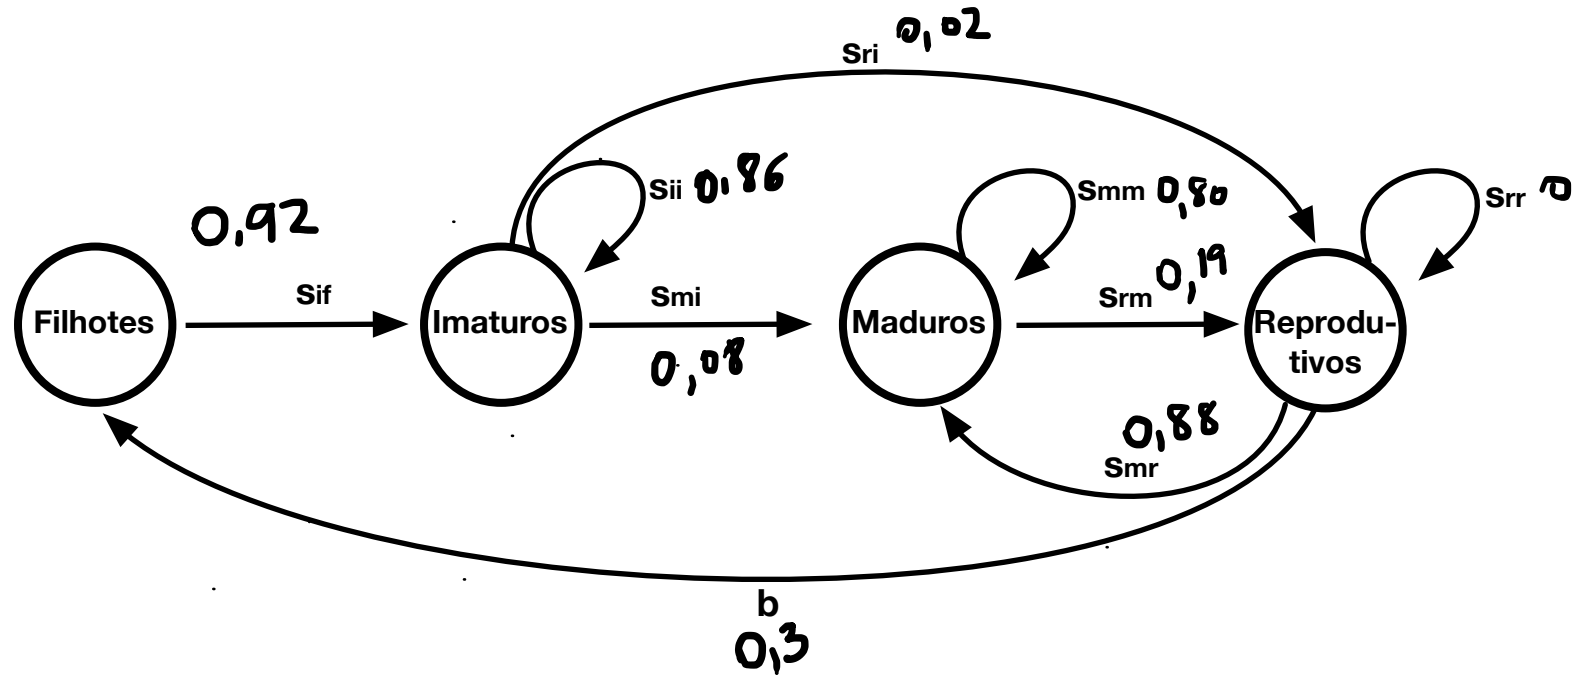 Sri 0,02
Sii 0,86
Smm 0,80
Srr 0
0,92
Sif
Smi
0,08
Srm 0,19
Filhotes
Imaturos
Maduros
Reprodu-
tivos
0,88
Smr
b
0,3